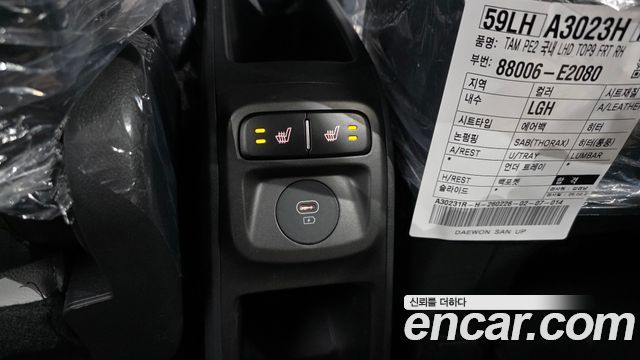 59LH A3023H
품명: TAM PE2 국내 LHD TOP9 FRT RH
부번: 88006-E2080
지역 컬러 시트재질
내수 LGH A/LEATHER
시트타입 에어백 히터
논펌핑 SAB(THORAX) 히터(통풍)
A/REST U/TRAY LUMBAR
* 언더 트레이 *
H/REST 백포켓 합 격
슬라이드 *
A30231R-H-260226-02-07-014
DAEWON SAN UP
신뢰를 더하다
encar.com